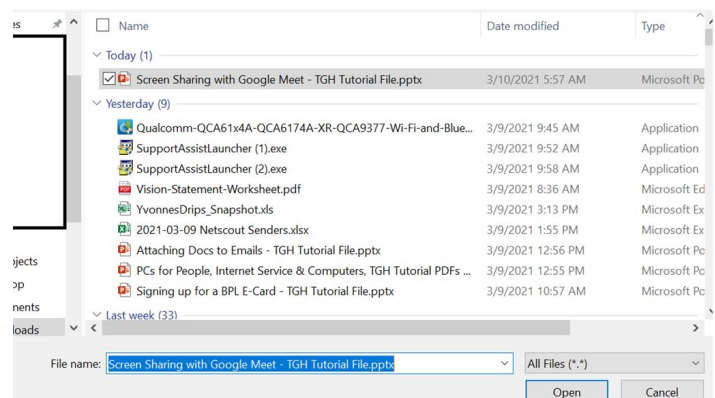 Name Date modified Type
Today (1)
Screen Sharing with Google Meet - TGH Tutorial File.pptx 3/10/2021 5:57 AM Microsoft Po
Yesterday (9)
Qualcomm-QCA61x4A-QCA6174A-XR-QCA9377-Wi-Fi-and-Blue... 3/9/2021 9:45 AM Application
SupportAssistLauncher (1).exe 3/9/2021 9:52 AM Application
SupportAssistLauncher (2).exe 3/9/2021 9:58 AM Application
Vision-Statement-Worksheet.pdf 3/9/2021 8:36 AM Microsoft Ed
YvonnesDrips_Snapshot.xls 3/9/2021 3:13 PM Microsoft Ex
2021-03-09 Netscout Senders.xlsx 3/9/2021 1:55 PM Microsoft Ex
Attaching Docs to Emails - TGH Tutorial File.pptx 3/9/2021 12:56 PM Microsoft Po
ojects PCs for People, Internet Service & Computers, TGH Tutorial PDFs ... 3/9/2021 12:55 PM Microsoft Po
op Signing up for a BPL E-Card - TGH Tutorial File.pptx 3/9/2021 10:57 AM Microsoft Po
ments
oads Last week (33)
File name: Screen Sharing with Google Meet - TGH Tutorial File.pptx All Files (*.*)
Open Cancel